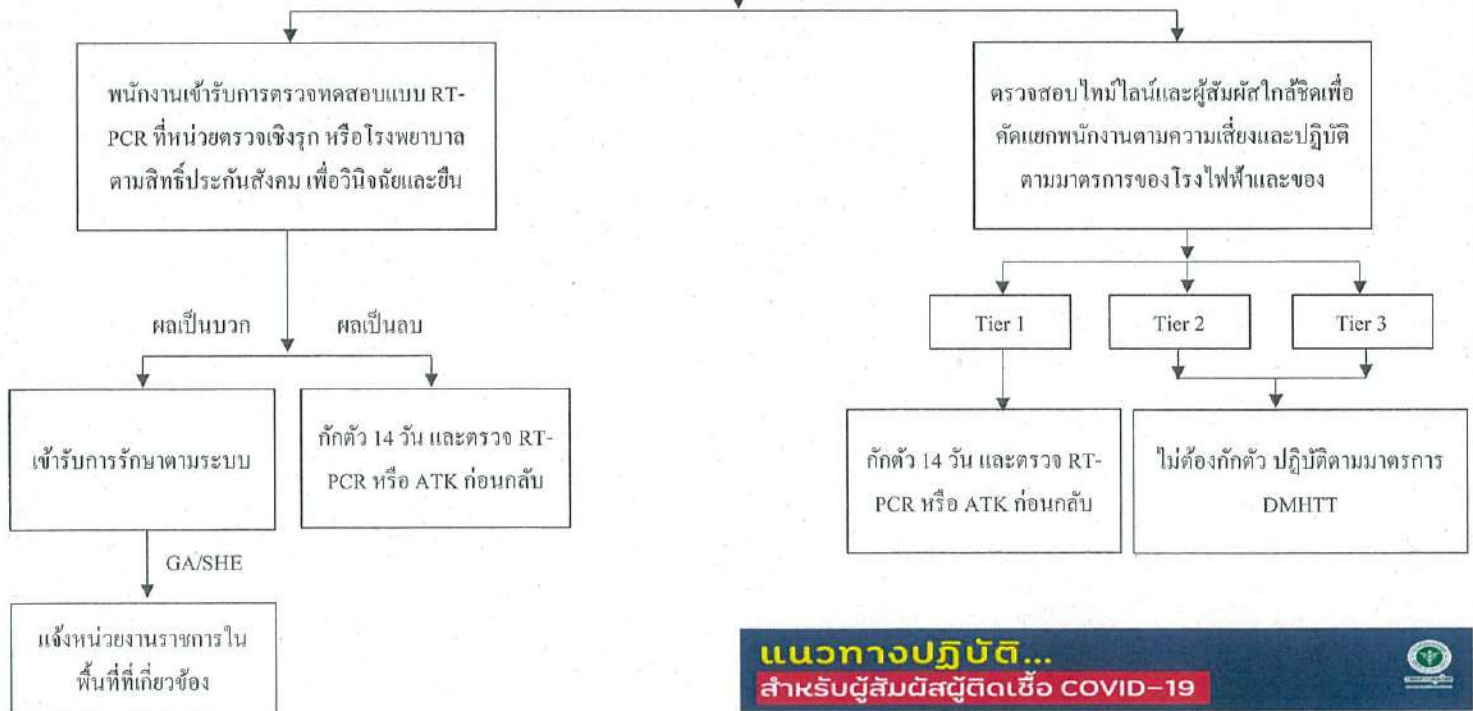 พนักงานเข้ารับการตรวจทดสอบแบบ RT-
PCR ที่หน่วยตรวจเชิงรุก หรือโรงพยาบาล
ตามสิทธิ์ประกันสังคม เพื่อวินิจฉัยและยืน
ตรวจสอบไทม์ไลน์และผู้สัมผัสใกล้ชิดเพื่อ
คัดแยกพนักงานตามความเสี่ยงและปฏิบัติ
ตามมาตรการของโรงไฟฟ้าและของ
ผลเป็นบวก
ผลเป็นลบ
Tier 1
Tier 2
Tier 3
เข้ารับการรักษาตามระบบ
กักตัว 14 วัน และตรวจ RT-
PCR หรือ ATK ก่อนกลับ
กักตัว 14 วัน และตรวจ RT-
PCR หรือ ATK ก่อนกลับ
ไม่ต้องกักตัว ปฏิบัติตามมาตรการ
DMHTT
GA/SHE
แจ้งหน่วยงานราชการใน
พื้นที่ที่เกี่ยวข้อง
แนวทางปฏิบัติ...
สำหรับผู้สัมผัสผู้ติดเชื้อ COVID-19